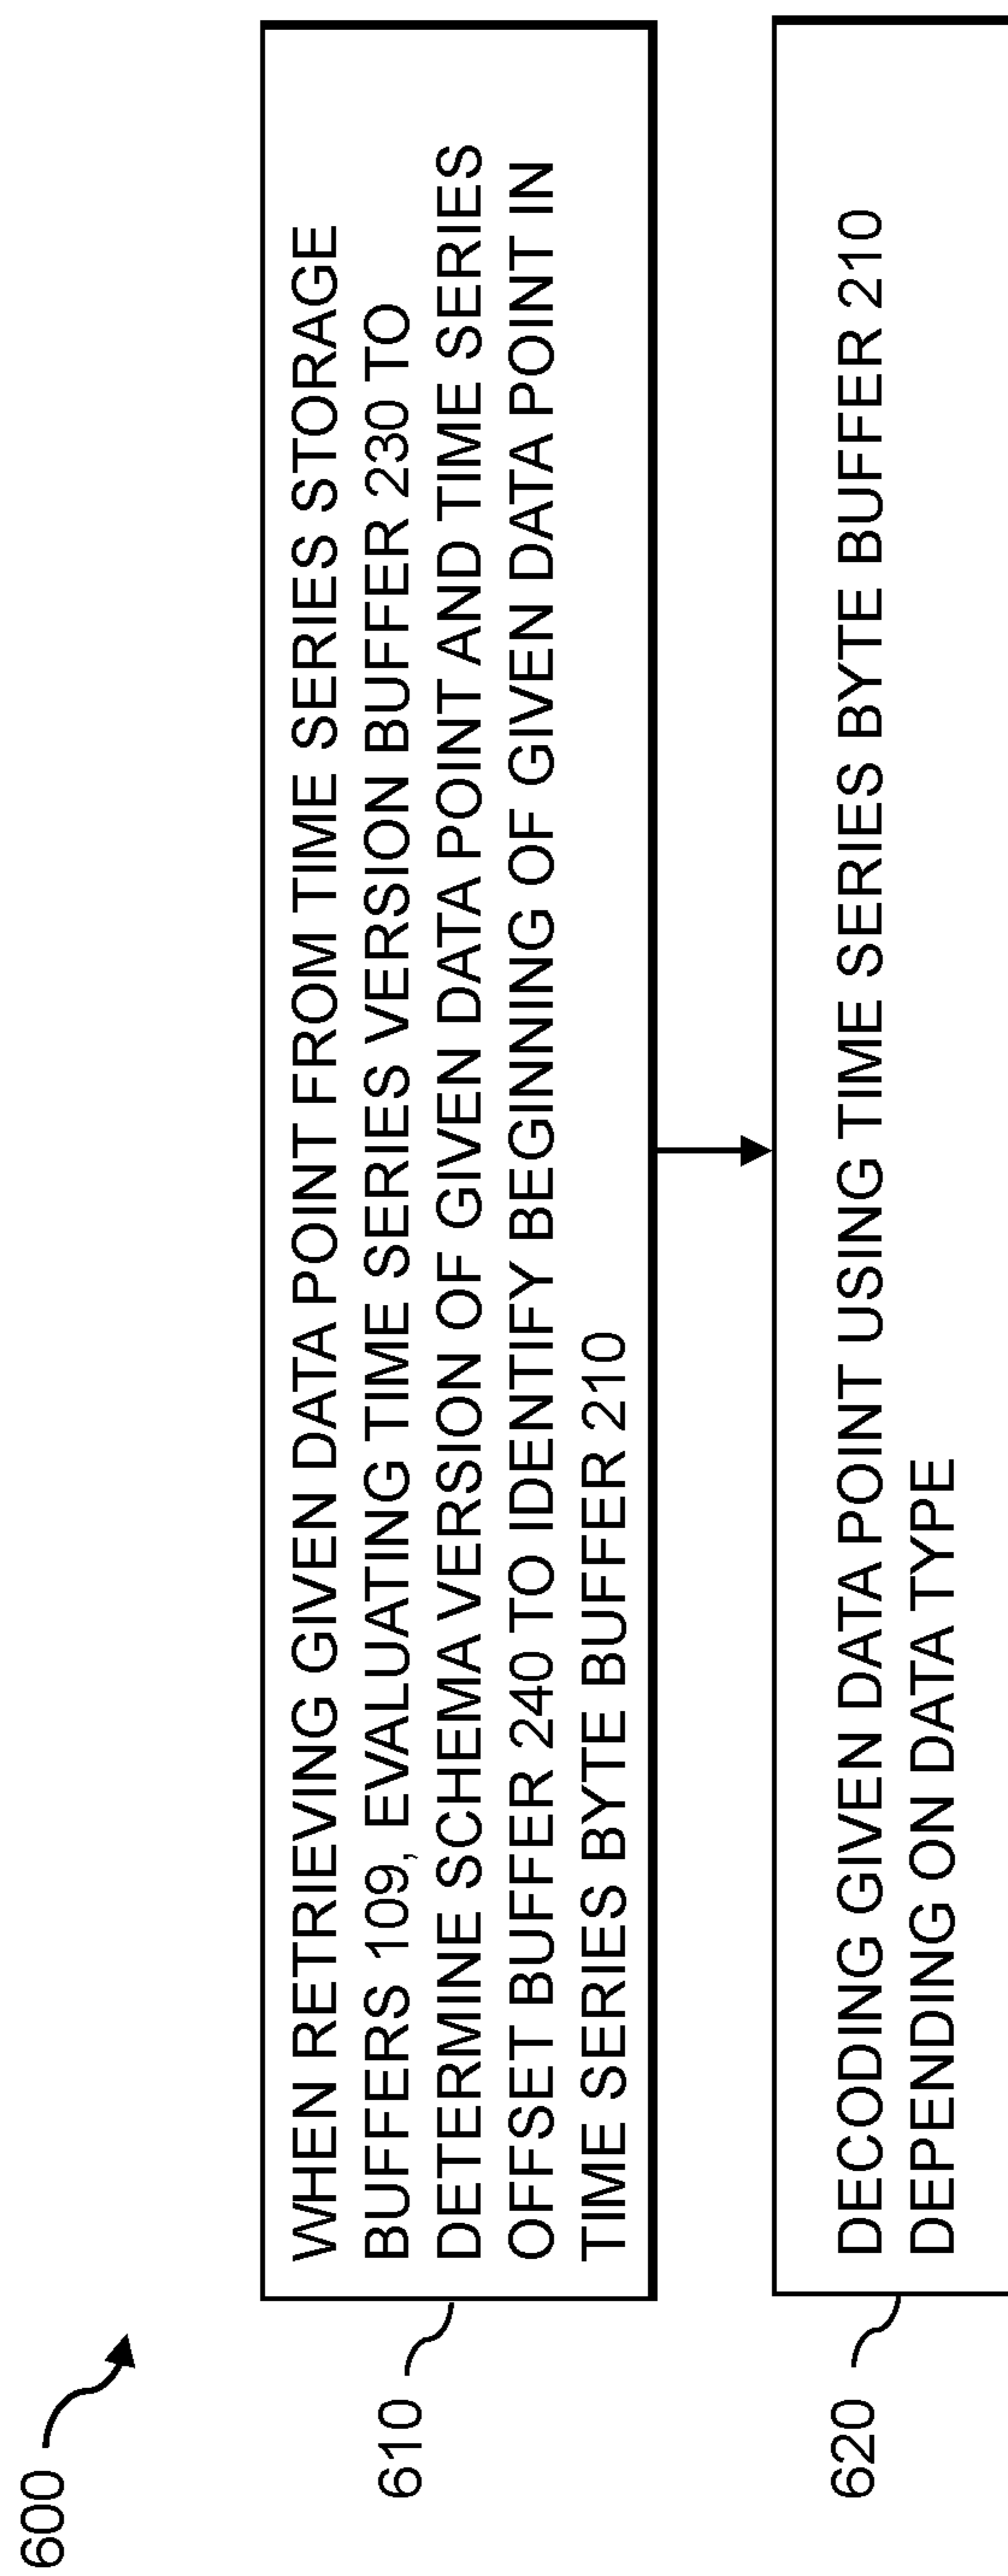 600
610
WHEN RETRIEVING GIVEN DATA POINT FROM TIME SERIES STORAGE
BUFFERS 109, EVALUATING TIME SERIES VERSION BUFFER 230 TO
DETERMINE SCHEMA VERSION OF GIVEN DATA POINT AND TIME SERIES
OFFSET BUFFER 240 TO IDENTIFY BEGINNING OF GIVEN DATA POINT IN
TIME SERIES BYTE BUFFER 210
620
DECODING GIVEN DATA POINT USING TIME SERIES BYTE BUFFER 210
DEPENDING ON DATA TYPE